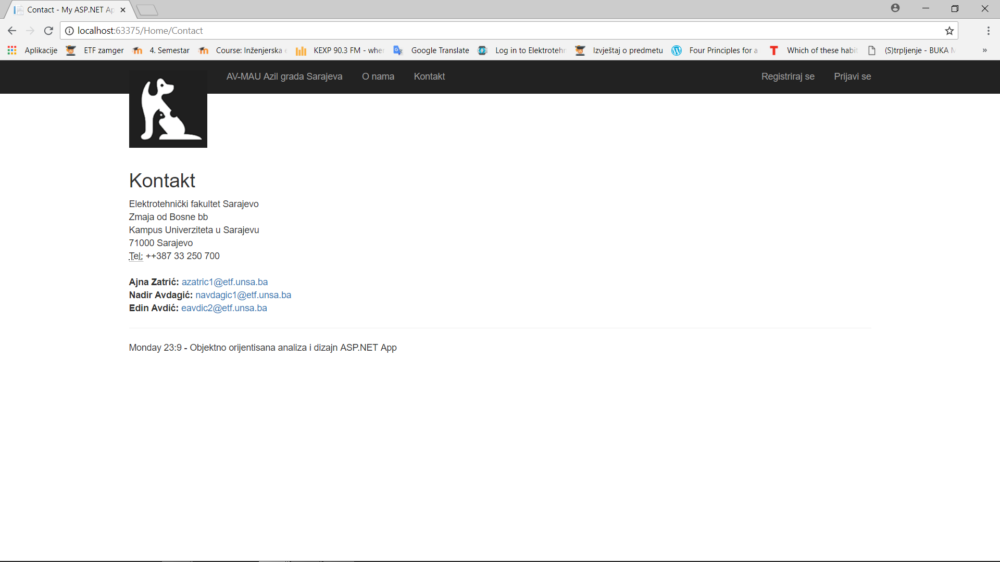 Contact - My ASP.NET Ap
localhost:63375/Home/Contact
Aplikacije ETF zamger 4. Semestar Course: Inženjerska KEXP 90.3 FM - wher Google Translate Log in to Elektrotehn Izvještaj o predmetu Four Principles for a Which of these habit (S)trpljenje - BUKA M »
AV-MAU Azil grada Sarajeva O nama Kontakt Registriraj se Prijavi se
Kontakt
Elektrotehnički fakultet Sarajevo
Zmaja od Bosne bb
Kampus Univerziteta u Sarajevu
71000 Sarajevo
Tel: ++387 33 250 700
Ajna Zatrić: azatric1@etf.unsa.ba
Nadir Avdagić: navdagic1@etf.unsa.ba
Edin Avdić: eavdic2@etf.unsa.ba
Monday 23:9 - Objektno orijentisana analiza i dizajn ASP.NET App